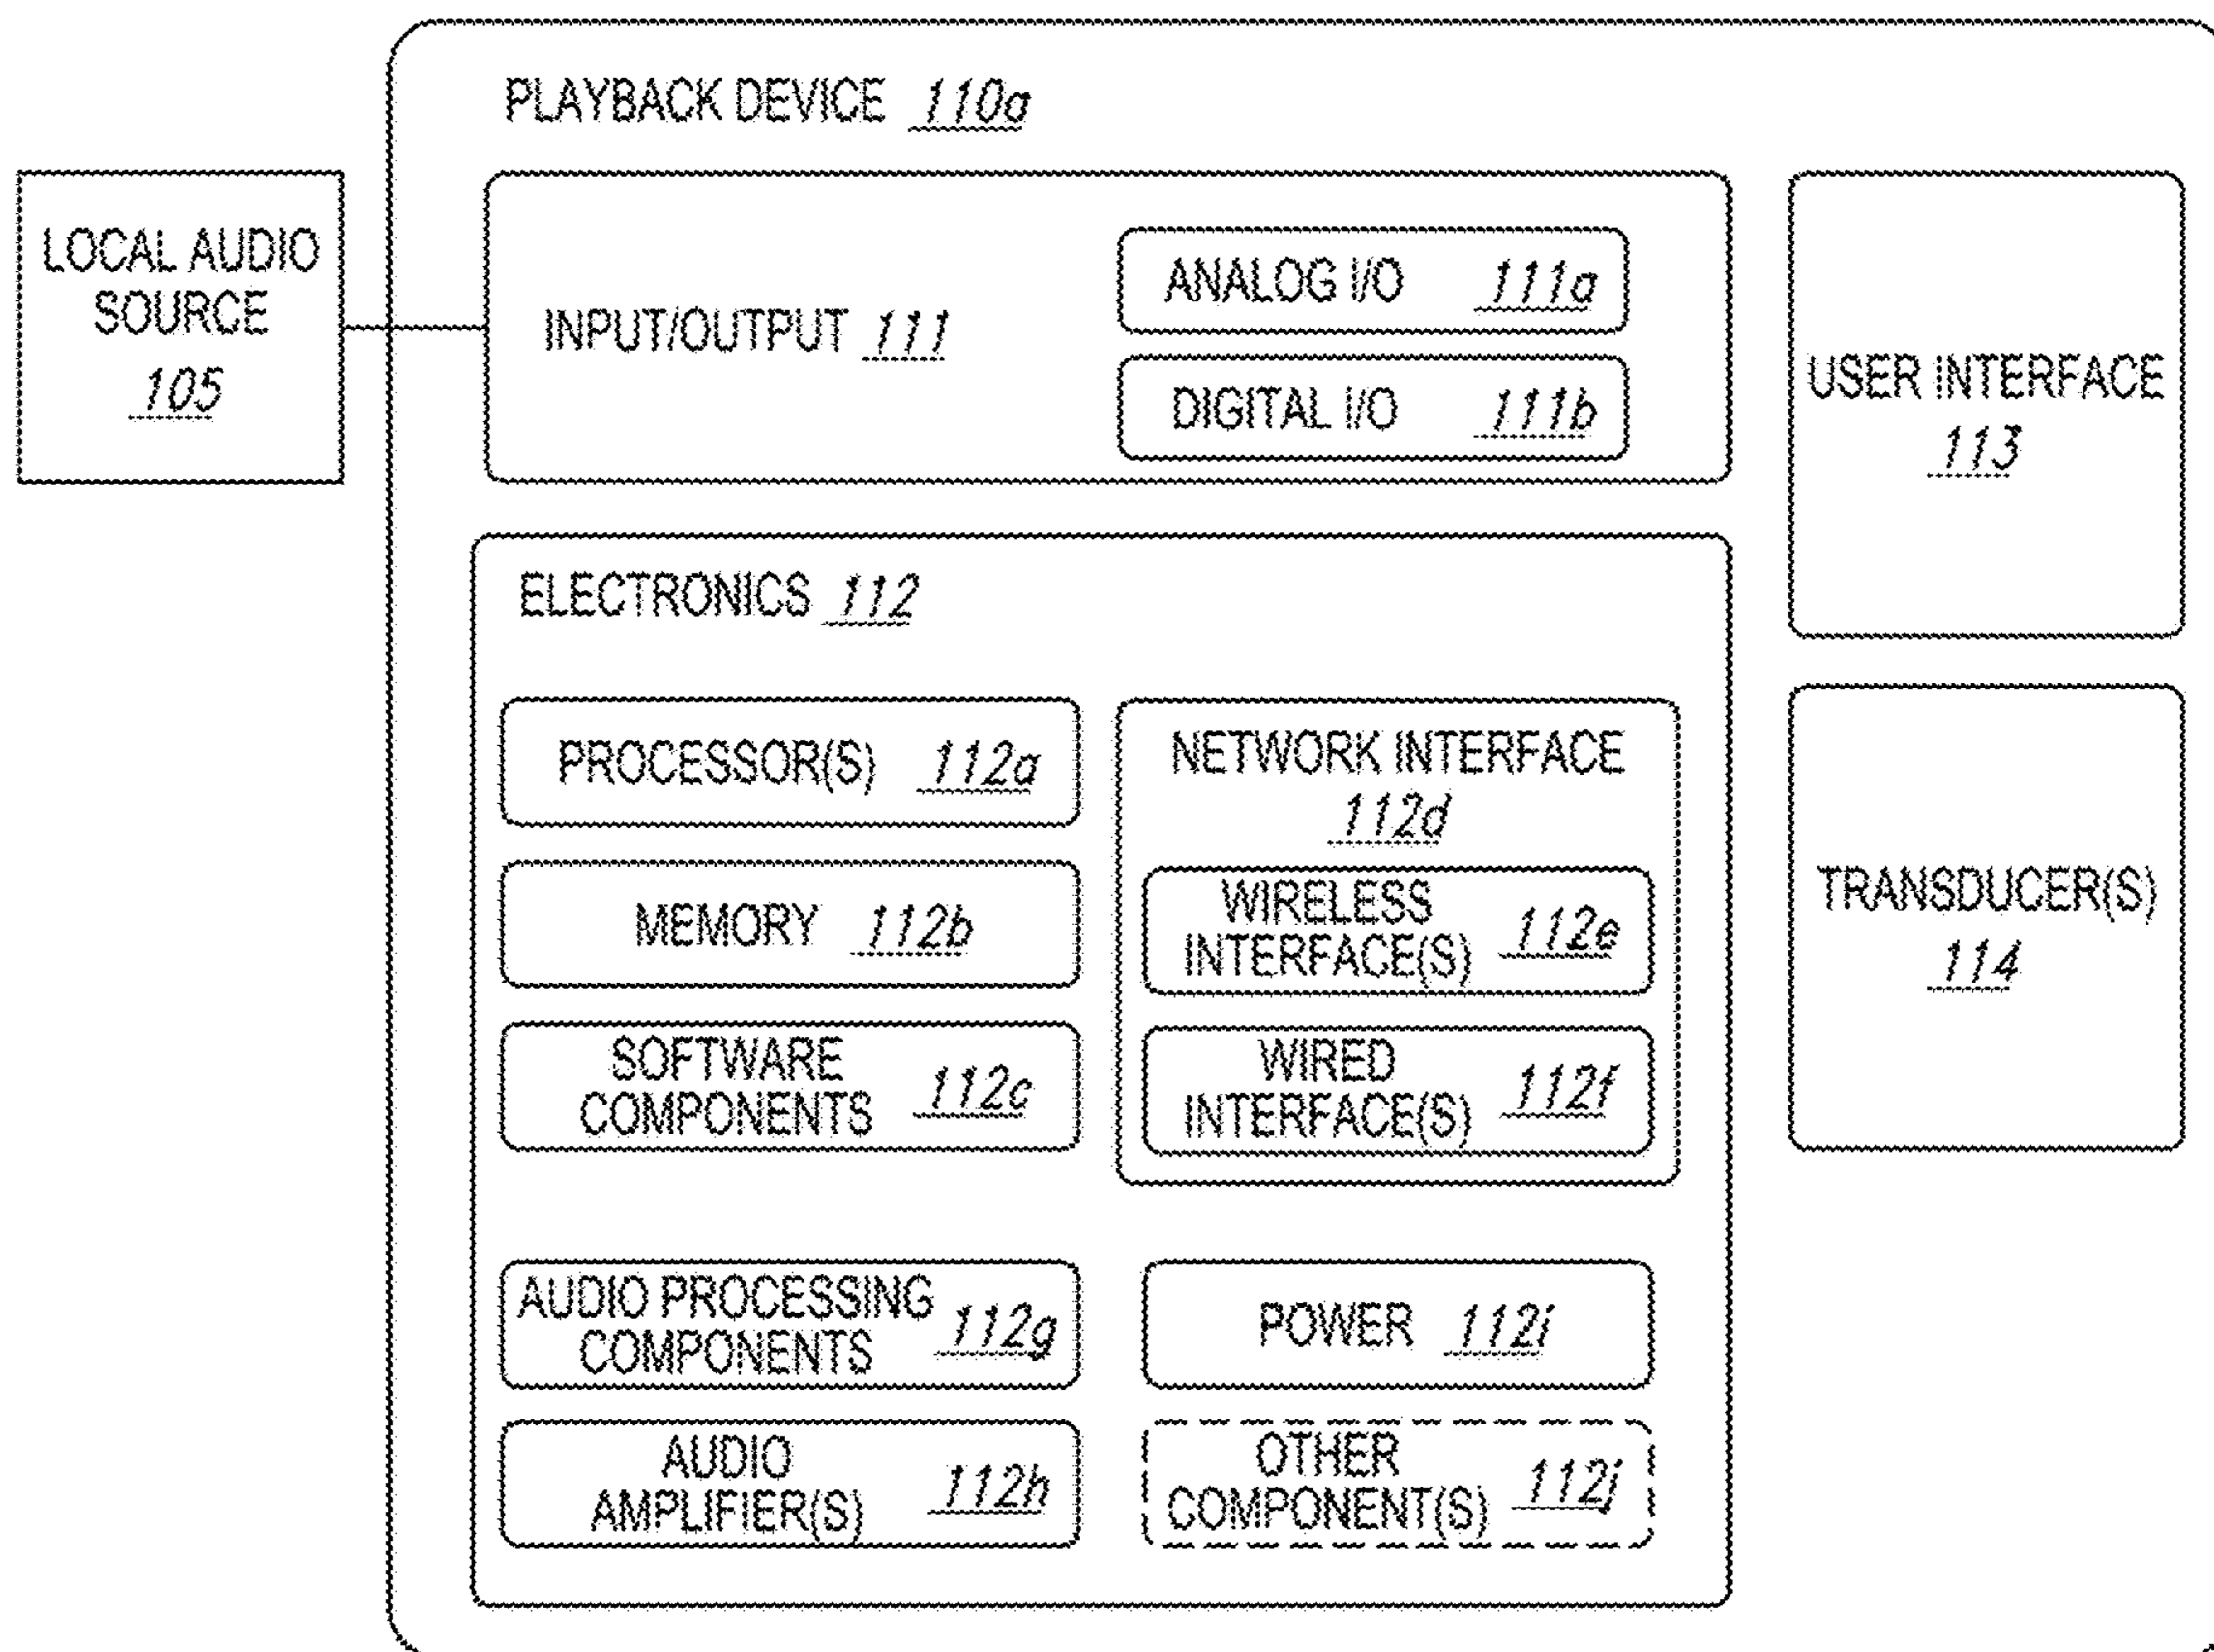 PLAYBACK DEVICE 110a
LOCAL AUDIO
SOURCE
105
INPUT/OUTPUT 111
ANALOG I/O 111a
DIGITAL I/O 111b
USER INTERFACE
113
ELECTRONICS 112
PROCESSOR(S) 112a
MEMORY 112b
SOFTWARE
COMPONENTS 112c
NETWORK INTERFACE
112d
WIRELESS
INTERFACE(S) 112e
WIRED
INTERFACE(S) 112f
TRANSDUCER(S)
114
AUDIO PROCESSING
COMPONENTS 112g
POWER 112i
AUDIO
AMPLIFIER(S) 112h
OTHER
COMPONENT(S) 112j